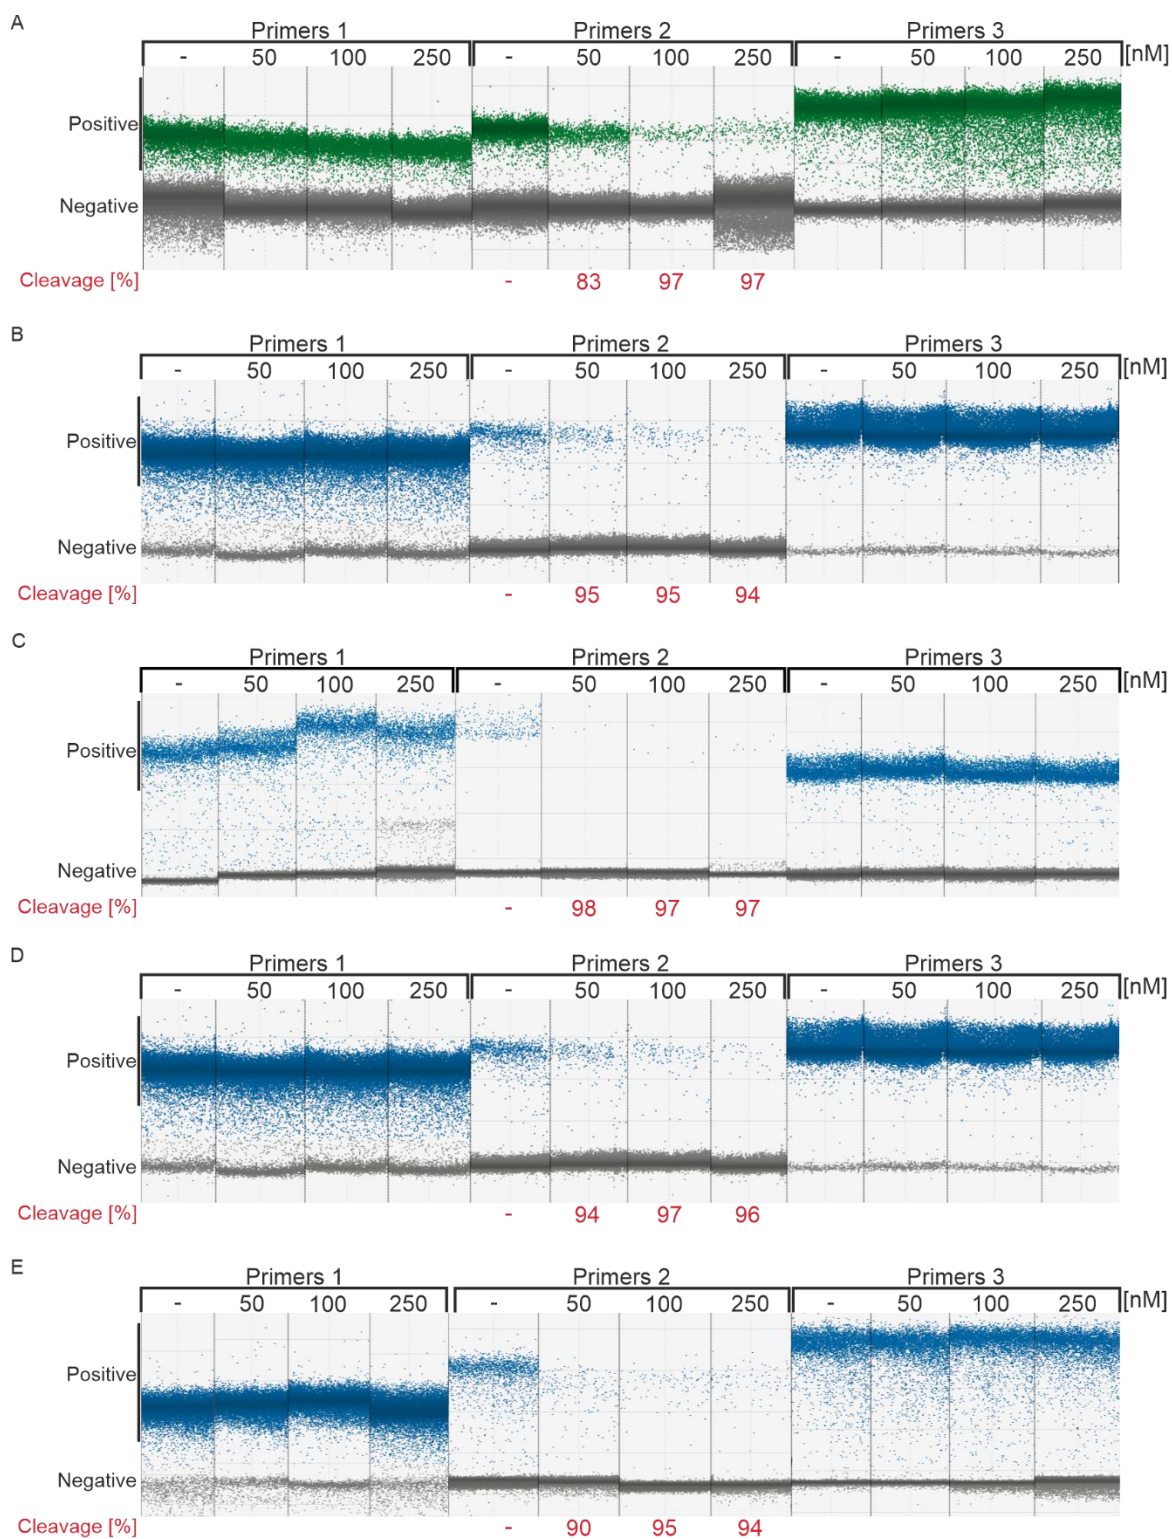 A
Primers 1 Primers 2 Primers 3
- 50 100 250 - 50 100 250 - 50 100 250 [nM]
Positive
Negative
Cleavage [%] - 83 97 97
B
Primers 1 Primers 2 Primers 3
- 50 100 250 - 50 100 250 - 50 100 250 [nM]
Positive
Negative
Cleavage [%] - 95 95 94
C
Primers 1 Primers 2 Primers 3
- 50 100 250 - 50 100 250 - 50 100 250 [nM]
Positive
Negative
Cleavage [%] - 98 97 97
D
Primers 1 Primers 2 Primers 3
- 50 100 250 - 50 100 250 - 50 100 250 [nM]
Positive
Negative
Cleavage [%] - 94 97 96
E
Primers 1 Primers 2 Primers 3
- 50 100 250 - 50 100 250 - 50 100 250 [nM]
Positive
Negative
Cleavage [%] - 90 95 94